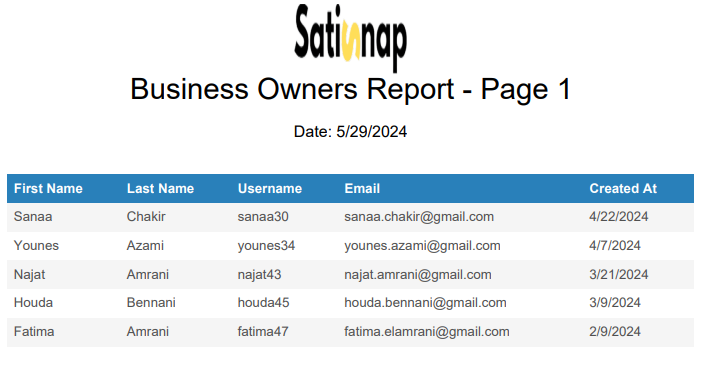 Satisnap
Business Owners Report - Page 1
Date: 5/29/2024
First Name Last Name Username Email Created At
Sanaa Chakir sanaa30 sanaa.chakir@gmail.com 4/22/2024
Younes Azami younes34 younes.azami@gmail.com 4/7/2024
Najat Amrani najat43 najat.amrani@gmail.com 3/21/2024
Houda Bennani houda45 houda.bennani@gmail.com 3/9/2024
Fatima Amrani fatima47 fatima.elamrani@gmail.com 2/9/2024